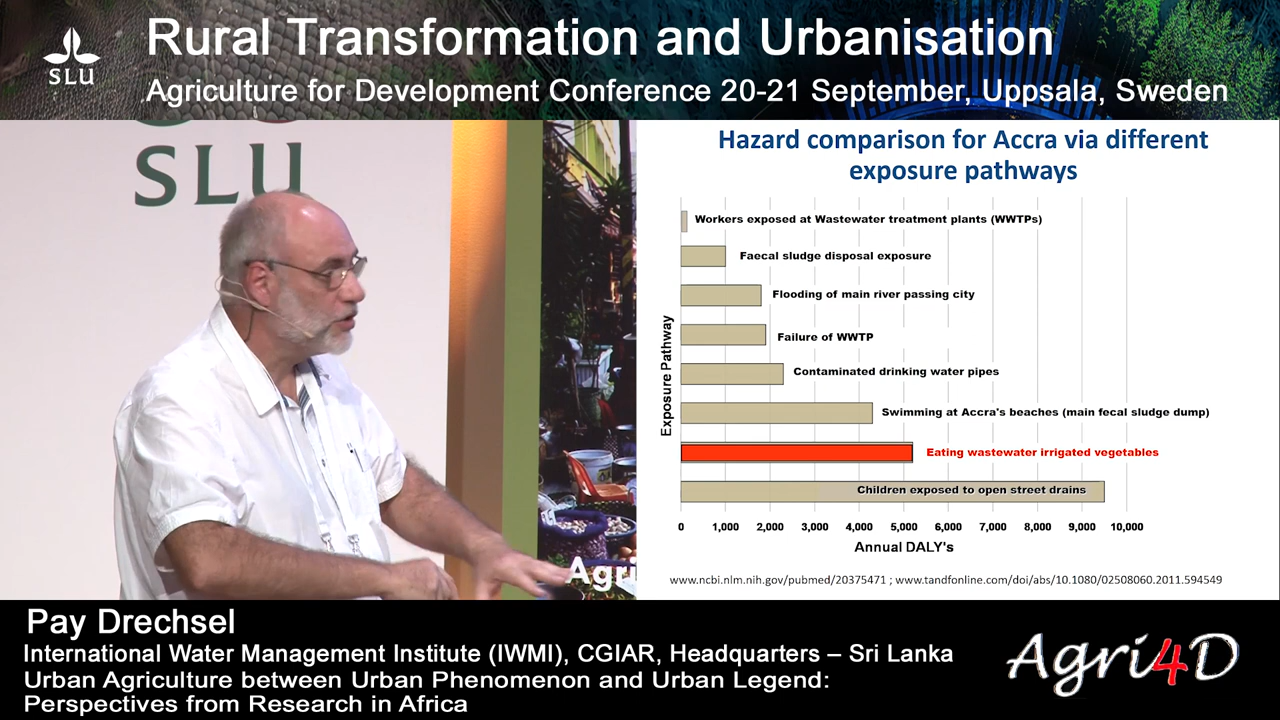 SLU
Rural Transformation and Urbanisation
Agriculture for Development Conference 20-21 September, Uppsala, Sweden
SLU
Agri
Hazard comparison for Accra via different
exposure pathways
Exposure Pathway
Workers exposed at Wastewater treatment plants (WWTPs)
Faecal sludge disposal exposure
Flooding of main river passing city
Failure of WWTP
Contaminated drinking water pipes
Swimming at Accra's beaches (main fecal sludge dump)
Eating wastewater irrigated vegetables
Children exposed to open street drains
0 1,000 2,000 3,000 4,000 5,000 6,000 7,000 8,000 9,000 10,000
Annual DALY's
www.ncbi.nlm.nih.gov/pubmed/20375471 ; www.tandfonline.com/doi/abs/10.1080/02508060.2011.594549
Pay Drechsel
International Water Management Institute (IWMI), CGIAR, Headquarters – Sri Lanka
Urban Agriculture between Urban Phenomenon and Urban Legend:
Perspectives from Research in Africa
Agri4D